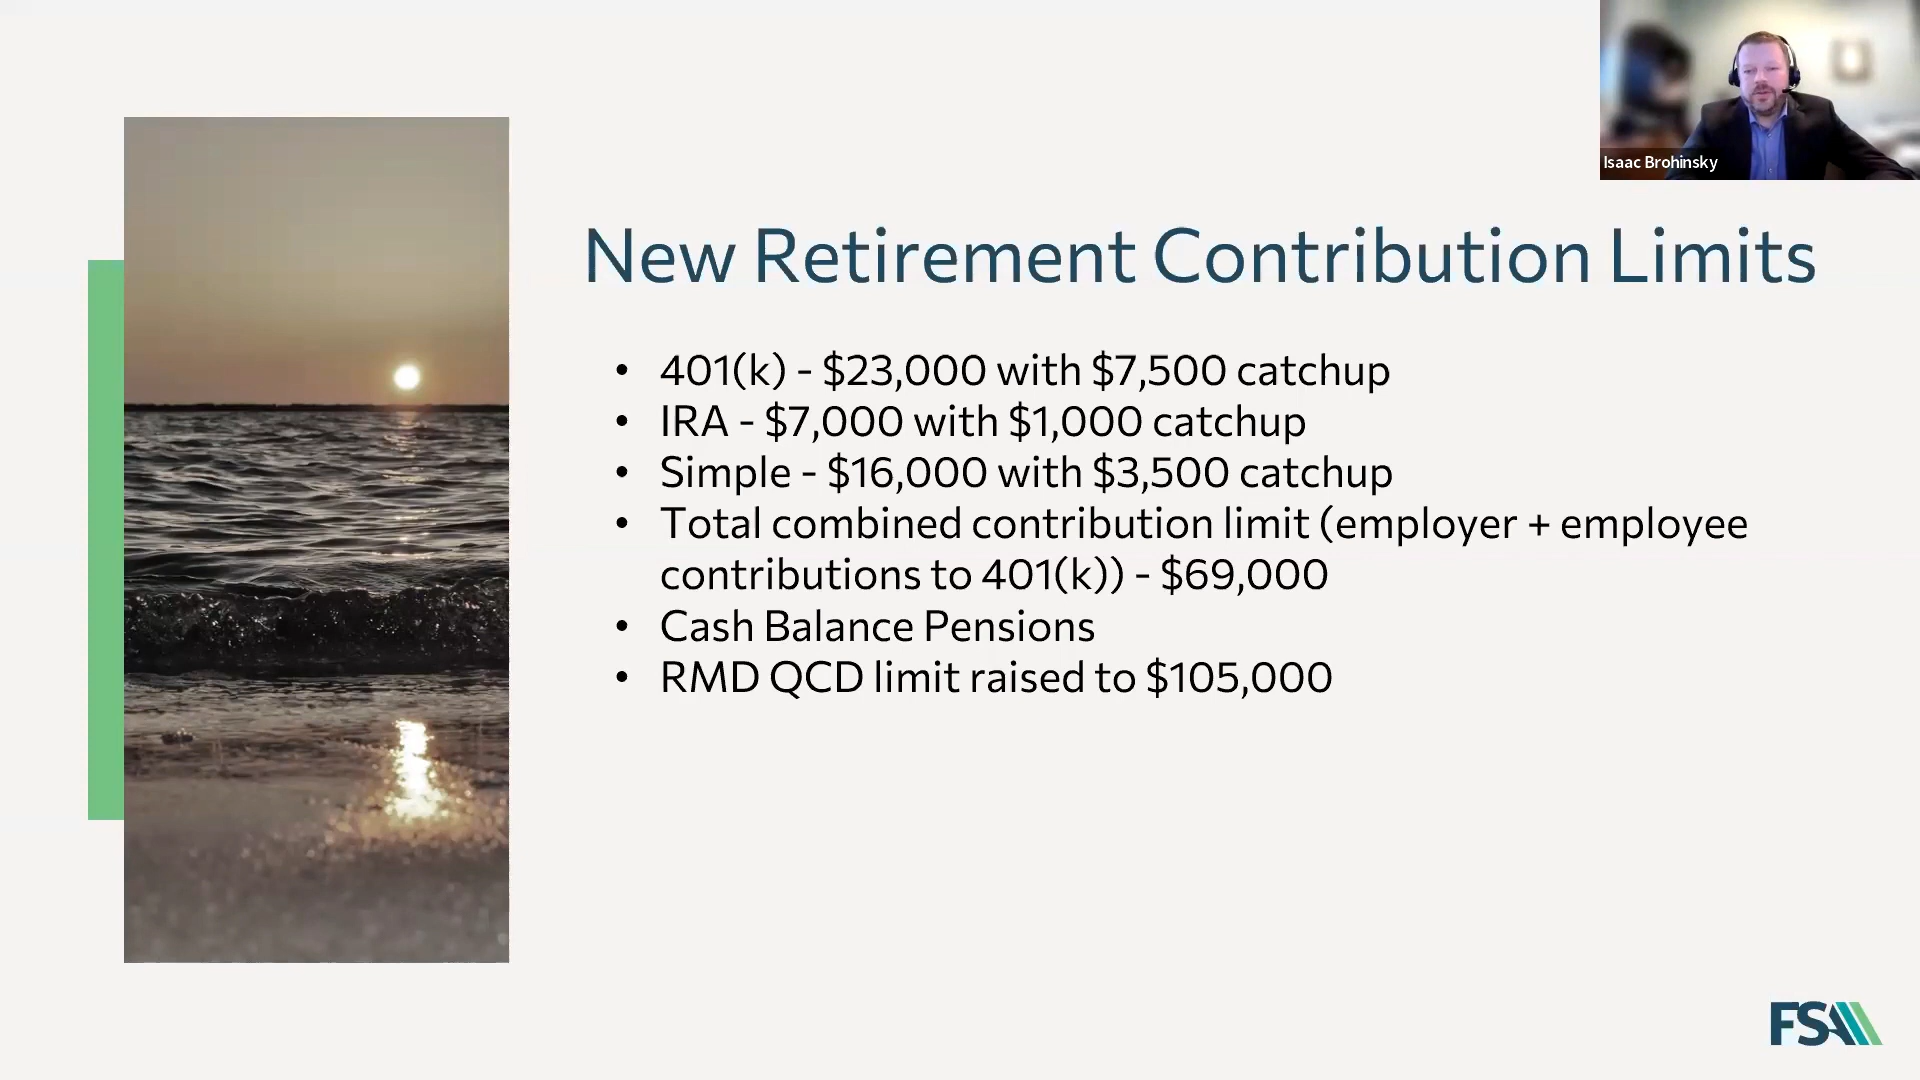 Isaac Brohinsky
New Retirement Contribution Limits
• 401(k) - $23,000 with $7,500 catchup
• IRA - $7,000 with $1,000 catchup
• Simple - $16,000 with $3,500 catchup
• Total combined contribution limit (employer + employee
contributions to 401(k)) - $69,000
• Cash Balance Pensions
• RMD QCD limit raised to $105,000
FSA